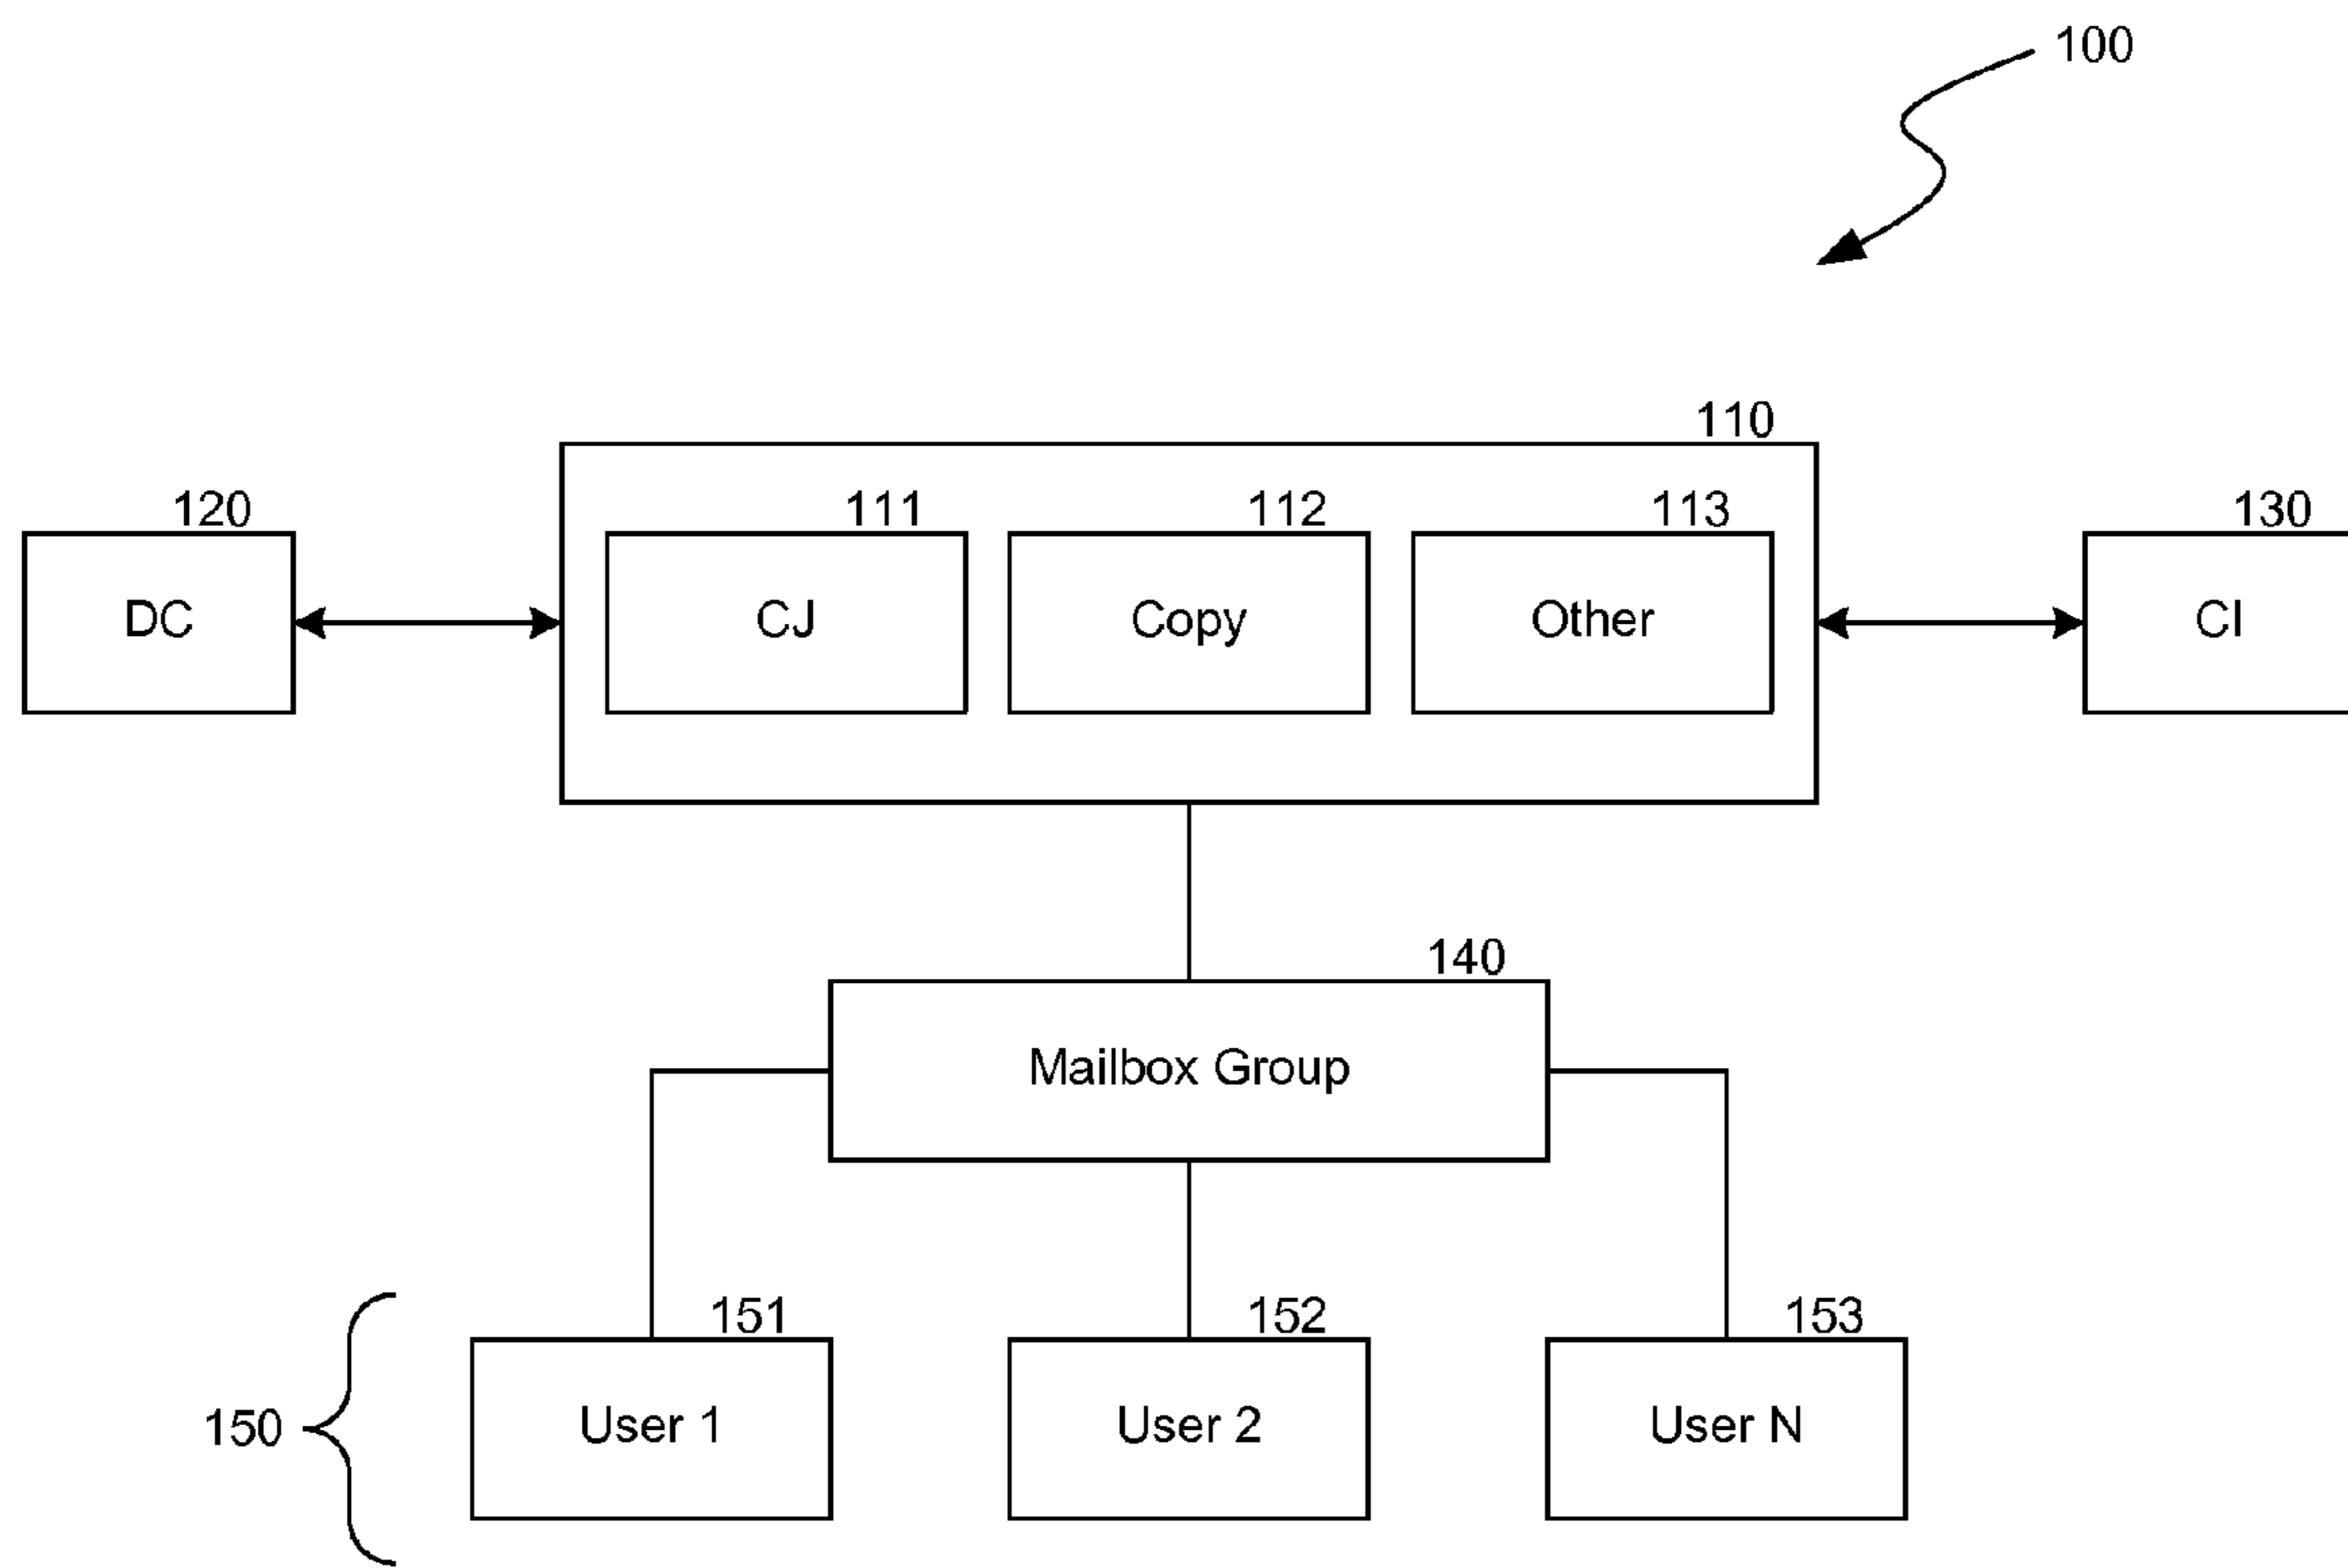 100
110
120 111 112 113 130
DC CJ Copy Other CI
140
Mailbox Group
151 152 153
150 User 1 User 2 User N